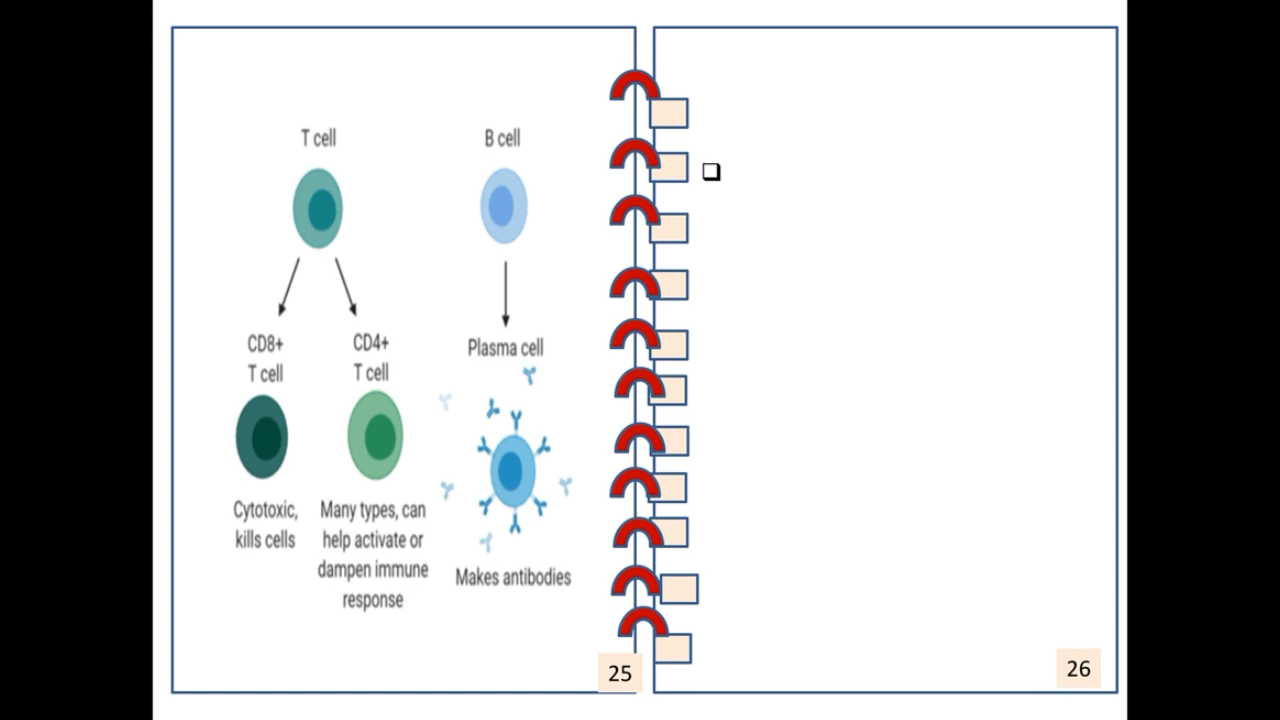 T cell
B cell
CD8+
T cell
CD4+
T cell
Plasma cell
Cytotoxic,
kills cells
Many types, can
help activate or
dampen immune
response
Makes antibodies
25
❑
26